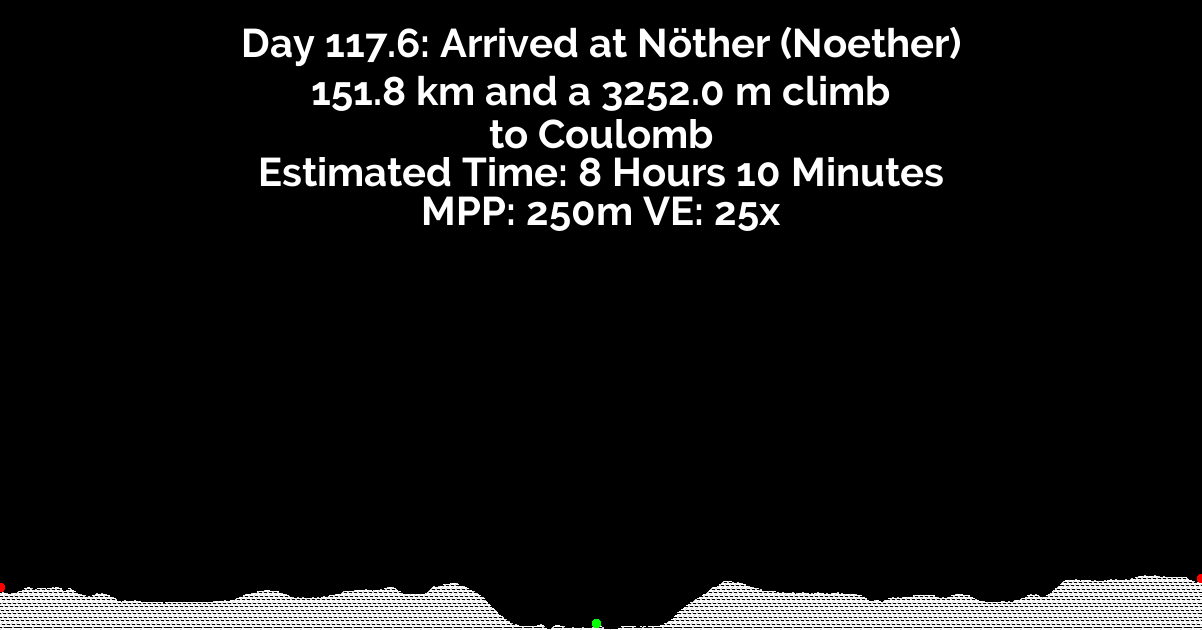 Day 117.6: Arrived at Nöther (Noether)
151.8 km and a 3252.0 m climb
to Coulomb
Estimated Time: 8 Hours 10 Minutes
MPP: 250m VE: 25x